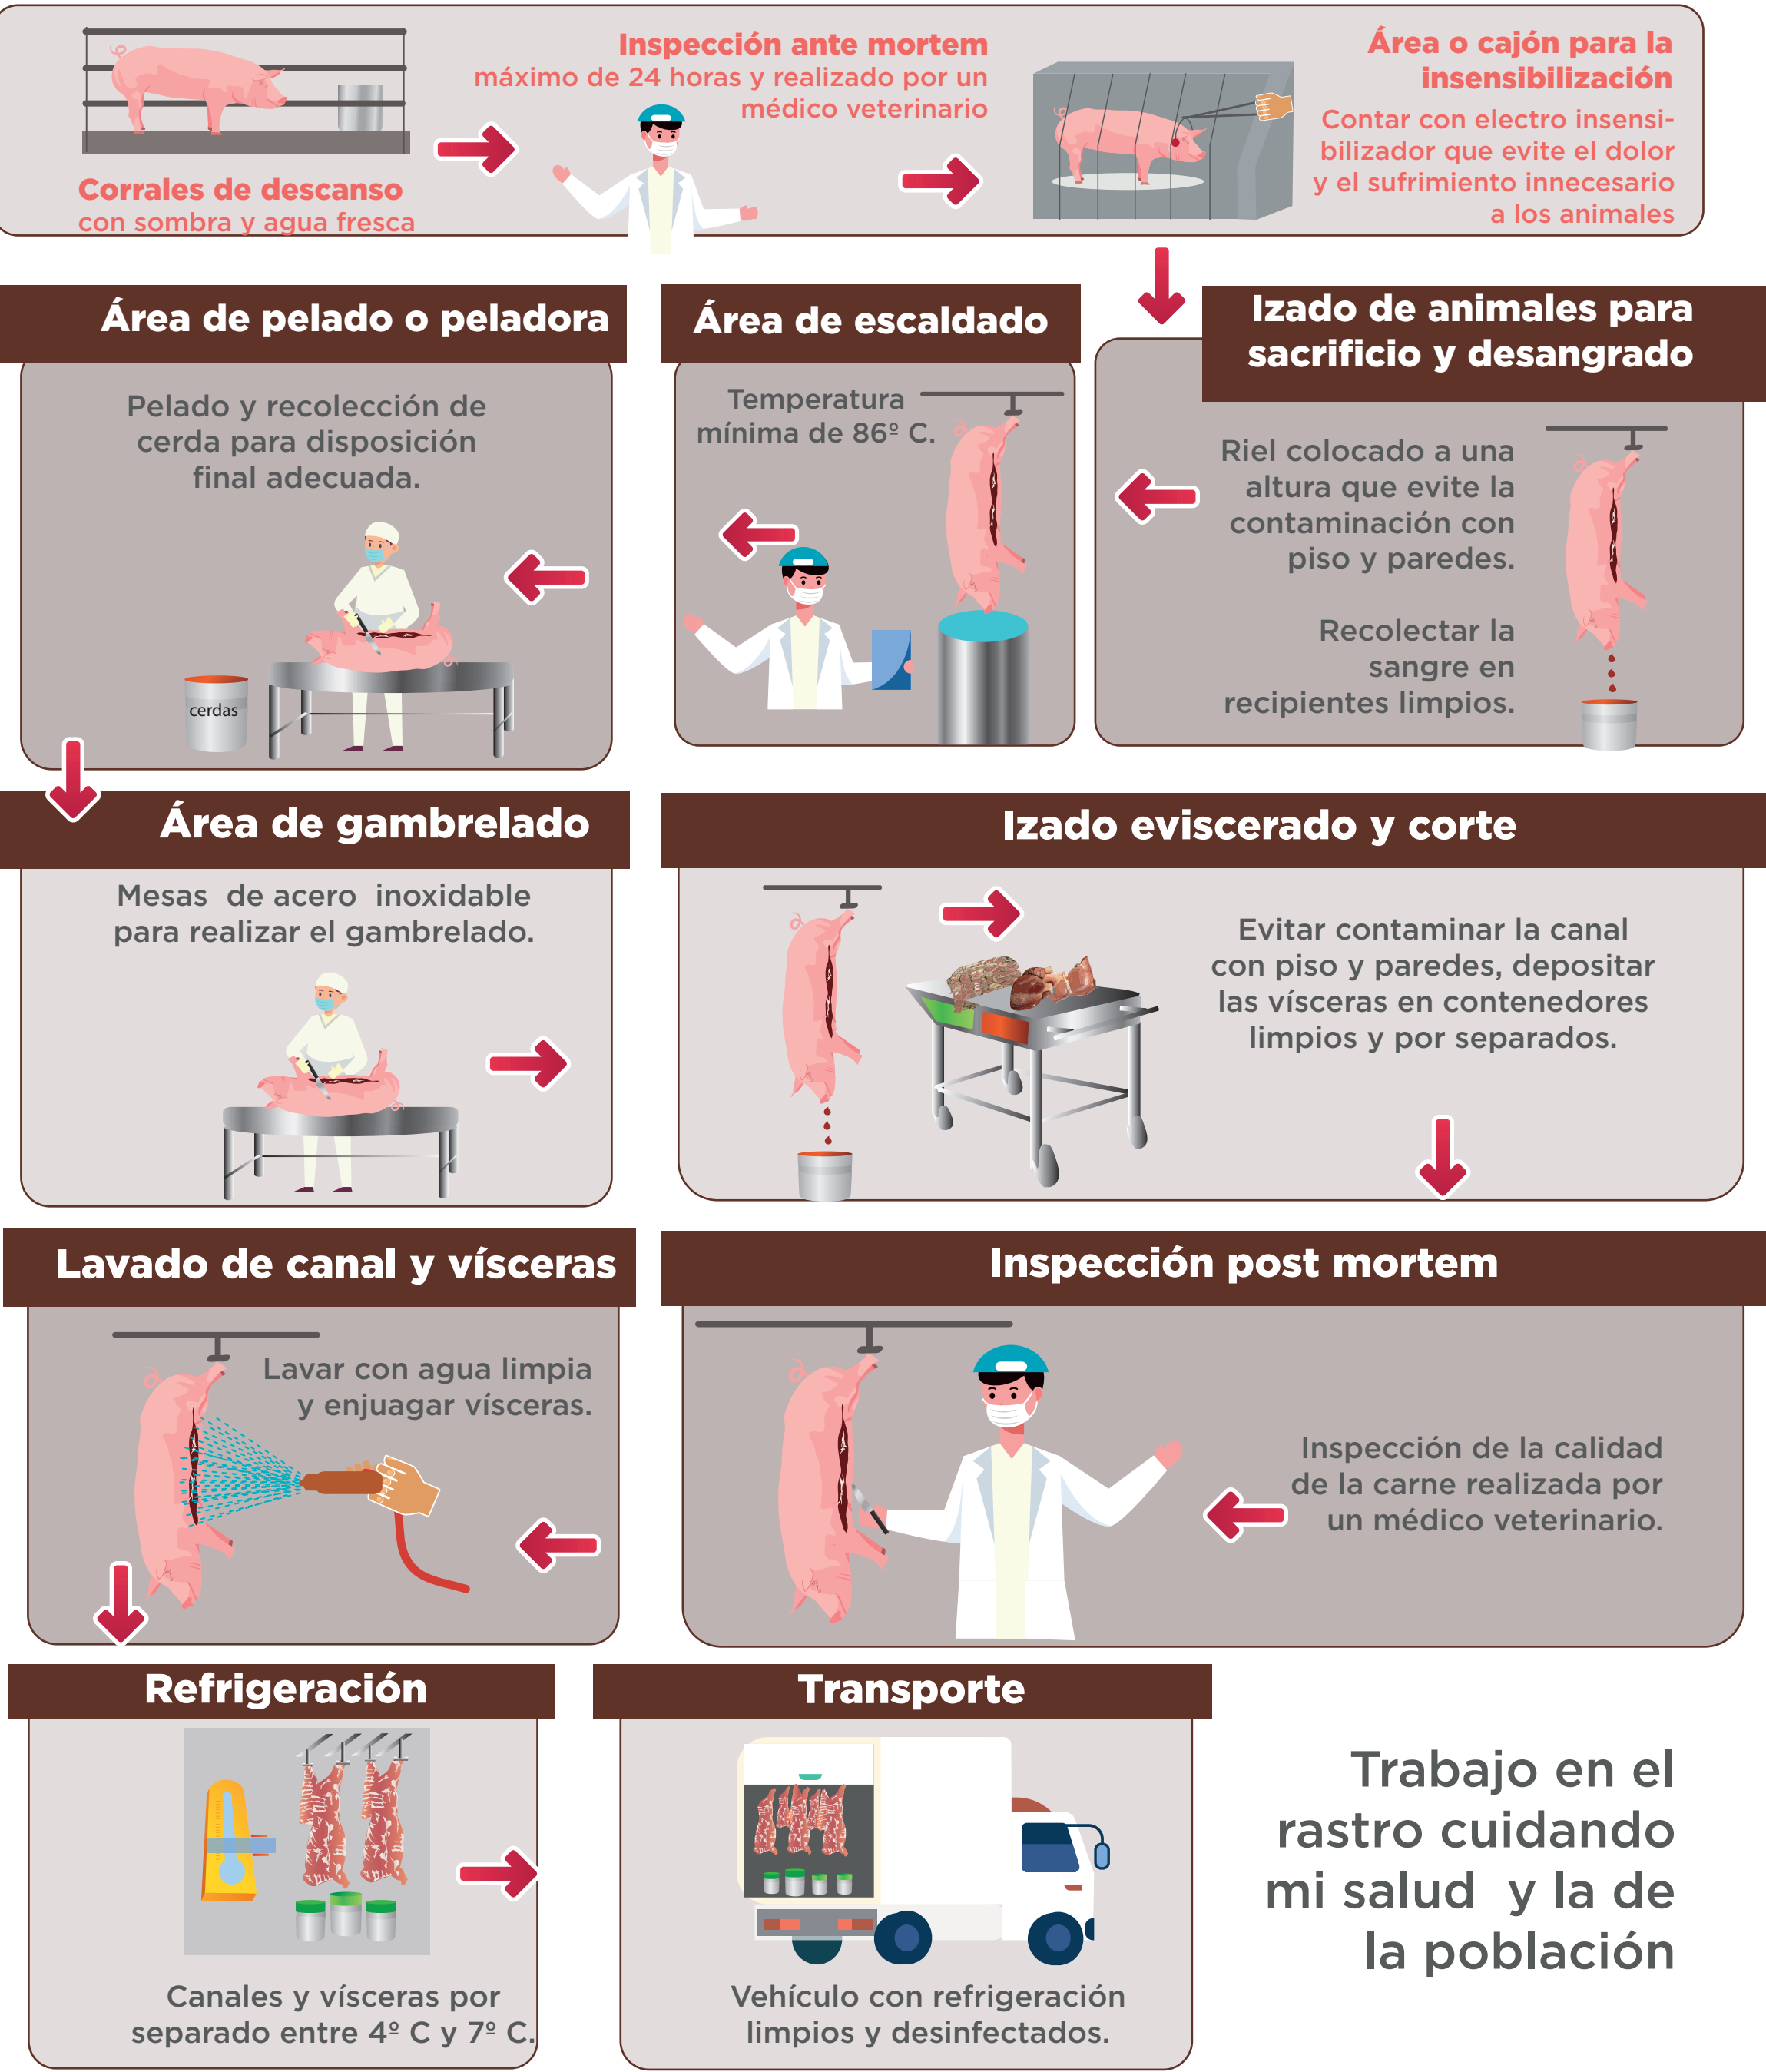 Corrales de descanso
con sombra y agua fresca
Inspección ante mortem
máximo de 24 horas y realizado por un
médico veterinario
Área o cajón para la
insensibilización
Contar con electro insensi-
bilizador que evite el dolor
y el sufrimiento innecesario
a los animales
Izado de animales para
sacrificio y desangrado
Riel colocado a una
altura que evite la
contaminación con
piso y paredes.
Recolectar la
sangre en
recipientes limpios.
Área de escaldado
Temperatura
mínima de 86º C.
Área de pelado o peladora
Pelado y recolección de
cerda para disposición
final adecuada.
cerdas
Área de gambrelado
Mesas de acero inoxidable
para realizar el gambrelado.
Izado eviscerado y corte
Evitar contaminar la canal
con piso y paredes, depositar
las vísceras en contenedores
limpios y por separados.
Inspección post mortem
Inspección de la calidad
de la carne realizada por
un médico veterinario.
Lavado de canal y vísceras
Lavar con agua limpia
y enjuagar vísceras.
Refrigeración
Canales y vísceras por
separado entre 4º C y 7º C.
Transporte
Vehículo con refrigeración
limpios y desinfectados.
Trabajo en el
rastro cuidando
mi salud y la de
la población